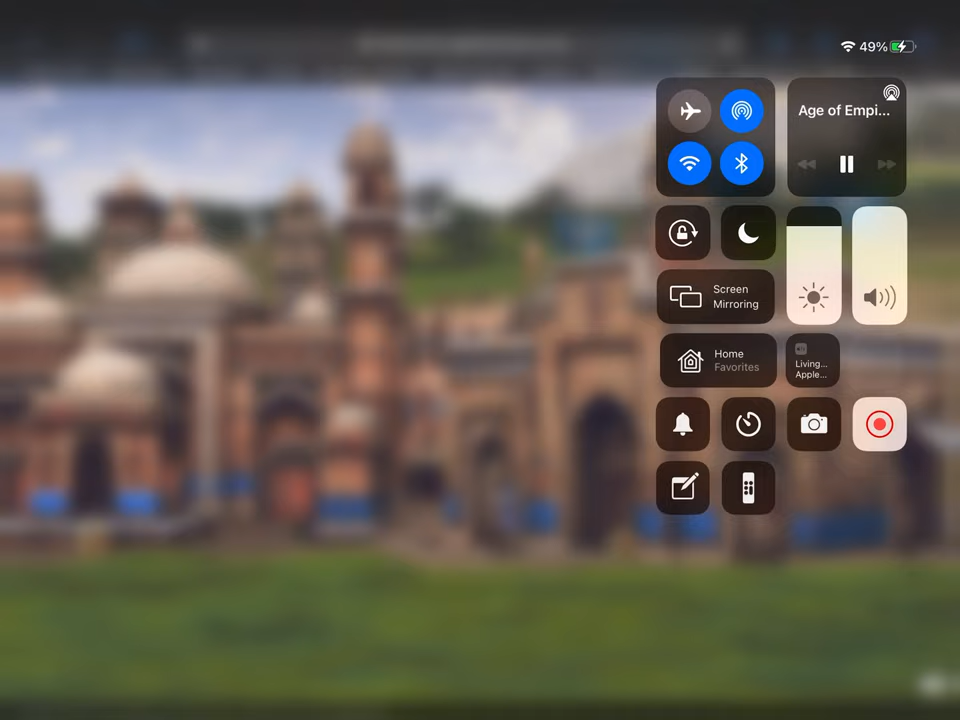 49%
Age of Empi...
Screen
Mirroring
Home
Favorites
Living...
Apple...